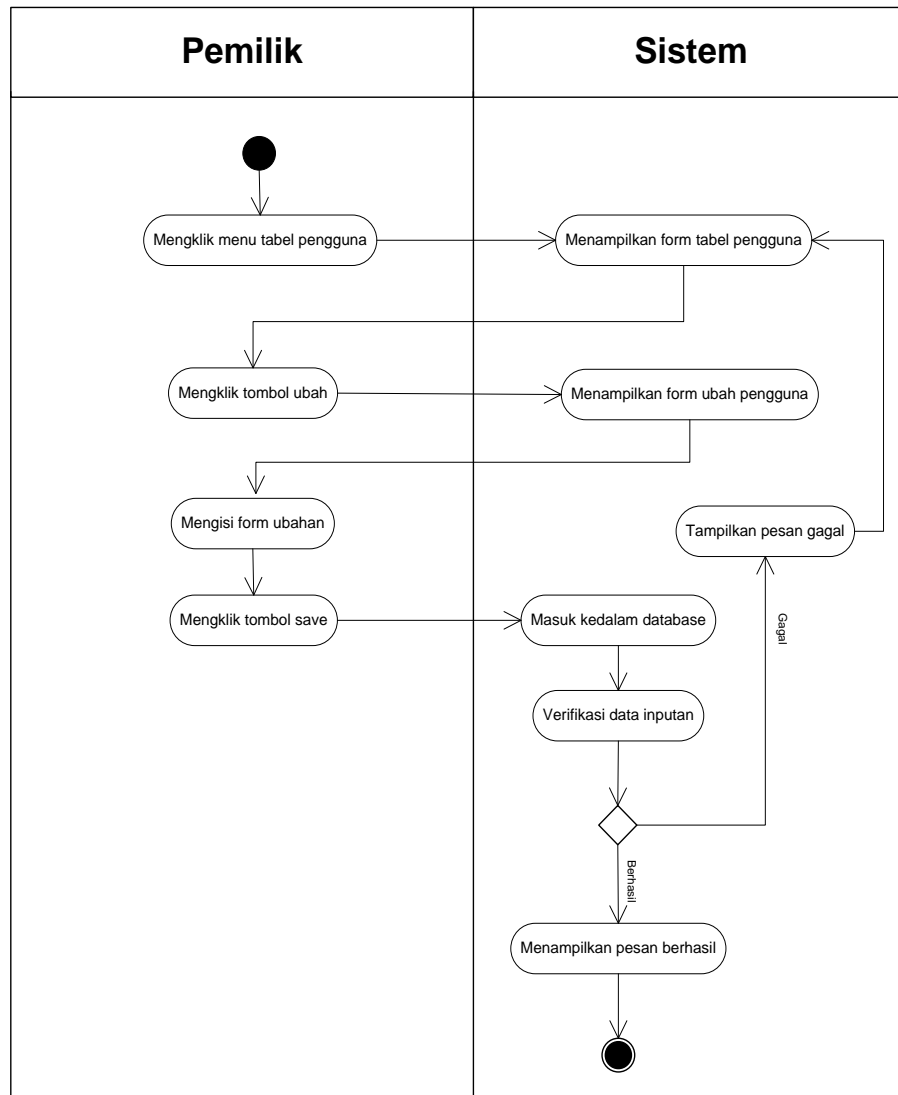 Pemilik
Sistem
Mengklik menu tabel pengguna
Menampilkan form tabel pengguna
Mengklik tombol ubah
Menampilkan form ubah pengguna
Mengisi form ubahan
Tampilkan pesan gagal
Mengklik tombol save
Masuk kedalam database
Gagal
Verifikasi data inputan
Berhasil
Menampilkan pesan berhasil